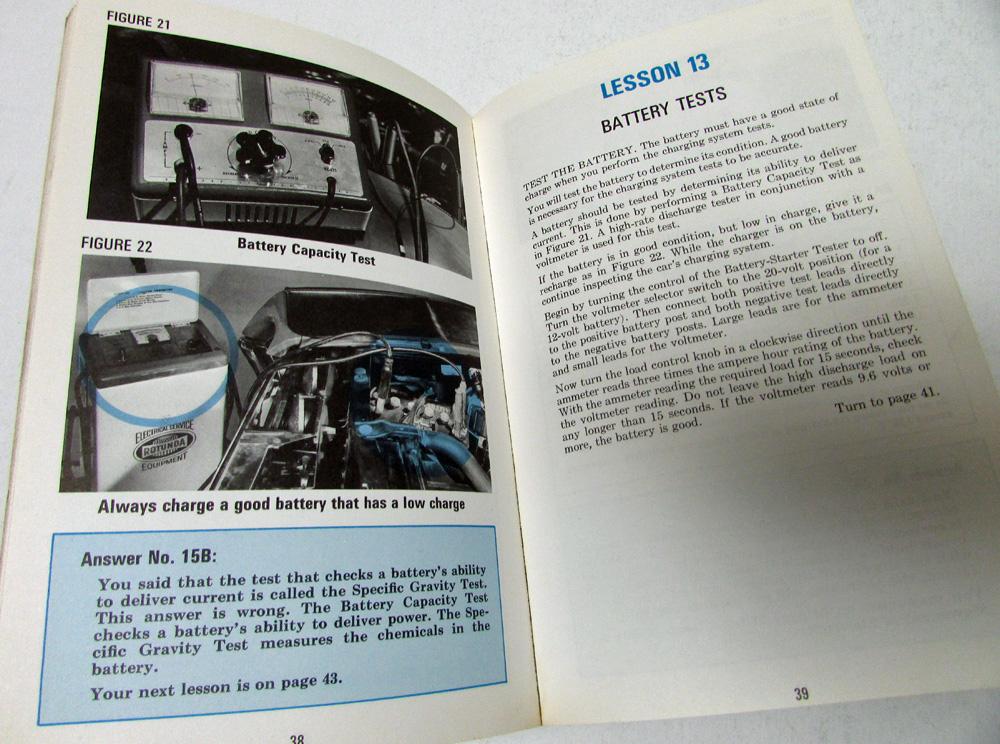 FIGURE 21
Battery Capacity Test
FIGURE 22
ELECTRICAL SERVICE
ROTUNDA
EQUIPMENT
Always charge a good battery that has a low charge
Answer No. 15B:
You said that the test that checks a battery's ability
to deliver current is called the Specific Gravity Test.
This answer is wrong. The Battery Capacity Test
checks a battery's ability to deliver power. The Spe-
cific Gravity Test measures the chemicals in the
battery.
Your next lesson is on page 43.
38
LESSON 13
BATTERY TESTS
TEST THE BATTERY. The battery must have a good state of
charge when you perform the charging system tests.
You will test the battery to determine its condition. A good battery
is necessary for the charging system tests to be accurate.
A battery should be tested by determining its ability to deliver
current. This is done by performing a Battery Capacity Test as
in Figure 21. A high-rate discharge tester in conjunction with a
voltmeter is used for this test.
If the battery is in good condition, but low in charge, give it a
recharge as in Figure 22. While the charger is on the battery,
continue inspecting the car's charging system.
Begin by turning the control of the Battery-Starter Tester to off.
Turn the voltmeter selector switch to the 20-volt position (for a
12-volt battery). Then connect both positive test leads directly
to the positive battery post and both negative test leads directly
to the negative battery posts. Large leads are for the ammeter
and small leads for the voltmeter.
Now turn the load control knob in a clockwise direction until the
ammeter reads three times the ampere hour rating of the battery.
With the ammeter reading the required load for 15 seconds, check
the voltmeter reading. Do not leave the high discharge load on
any longer than 15 seconds. If the voltmeter reads 9.6 volts or
more, the battery is good.
Turn to page 41.
39